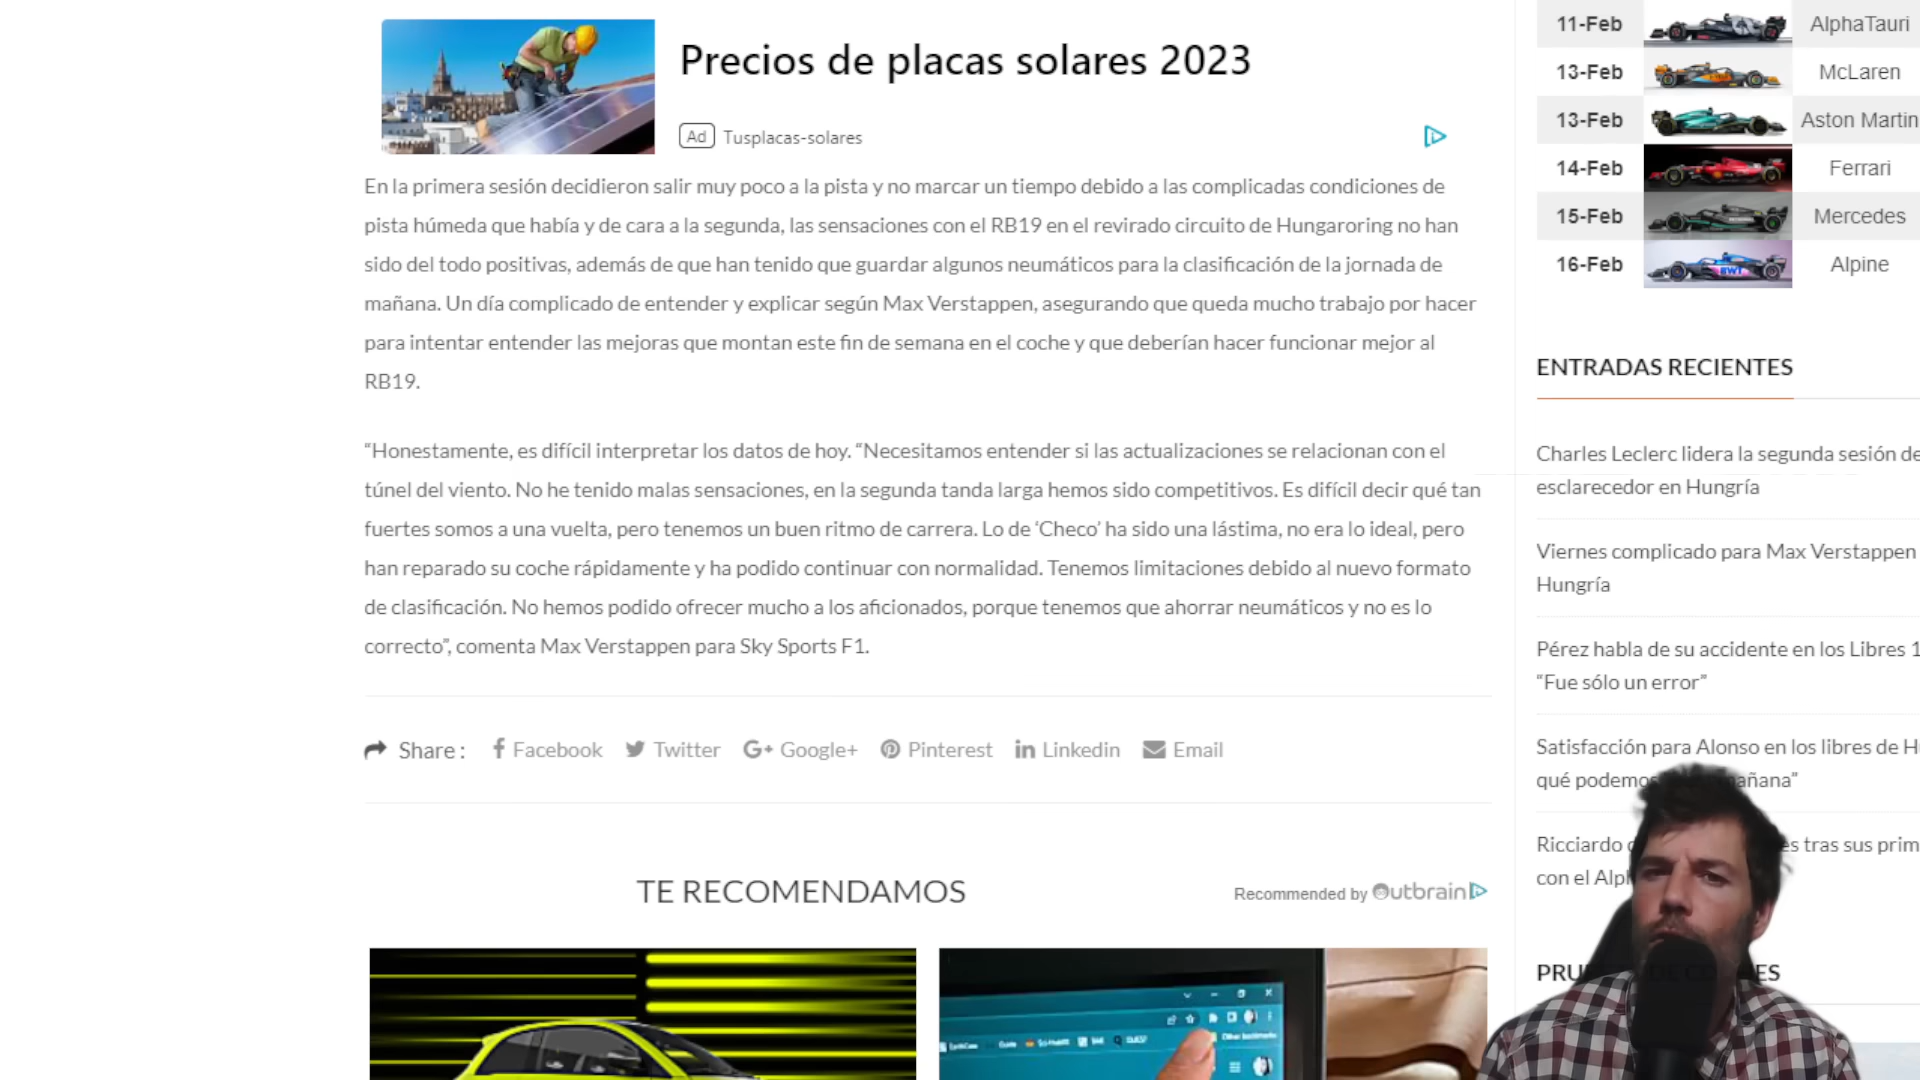 Precios de placas solares 2023
Ad Tusplacas-solares
En la primera sesión decidieron salir muy poco a la pista y no marcar un tiempo debido a las complicadas condiciones de
pista húmeda que había y de cara a la segunda, las sensaciones con el RB19 en el revirado circuito de Hungaroring no han
sido del todo positivas, además de que han tenido que guardar algunos neumáticos para la clasificación de la jornada de
mañana. Un día complicado de entender y explicar según Max Verstappen, asegurando que queda mucho trabajo por hacer
para intentar entender las mejoras que montan este fin de semana en el coche y que deberían hacer funcionar mejor al
RB19.
“Honestamente, es difícil interpretar los datos de hoy. “Necesitamos entender si las actualizaciones se relacionan con el
túnel del viento. No he tenido malas sensaciones, en la segunda tanda larga hemos sido competitivos. Es difícil decir qué tan
fuertes somos a una vuelta, pero tenemos un buen ritmo de carrera. Lo de ‘Checo’ ha sido una lástima, no era lo ideal, pero
han reparado su coche rápidamente y ha podido continuar con normalidad. Tenemos limitaciones debido al nuevo formato
de clasificación. No hemos podido ofrecer mucho a los aficionados, porque tenemos que ahorrar neumáticos y no es lo
correcto”, comenta Max Verstappen para Sky Sports F1.
Share : Facebook Twitter Google+ Pinterest Linkedin Email
TE RECOMENDAMOS
Recommended by Outbrain
11-Feb AlphaTauri
13-Feb McLaren
13-Feb Aston Martin
14-Feb Ferrari
15-Feb Mercedes
16-Feb Alpine
ENTRADAS RECIENTES
Charles Leclerc lidera la segunda sesión de
esclarecedor en Hungría
Viernes complicado para Max Verstappen
Hungría
Pérez habla de su accidente en los Libres 1
“Fue sólo un error”
Satisfacción para Alonso en los libres de H
qué podemos
Ricciardo tras sus prim
con el